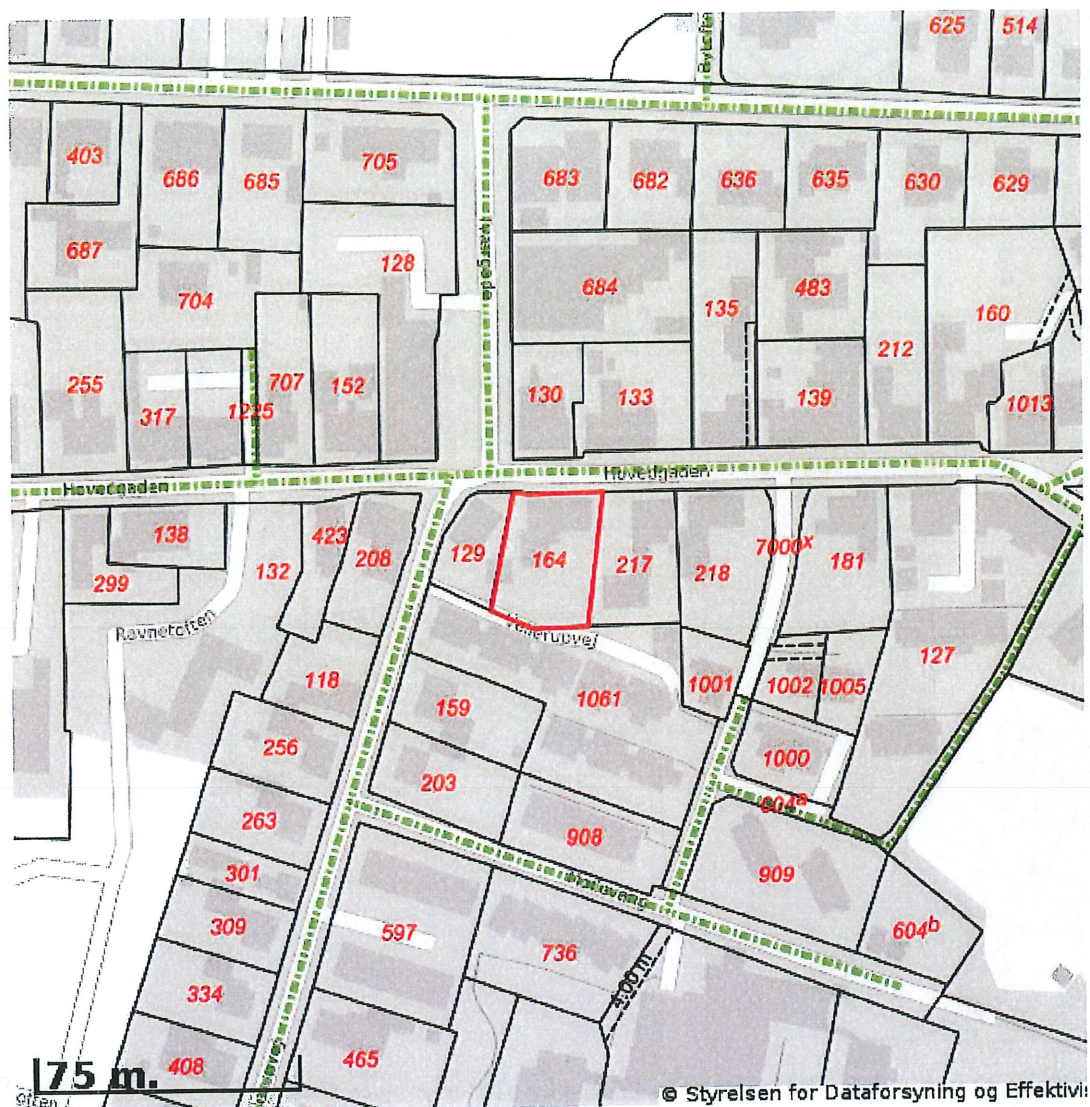 625 514
403 686 685 705 683 682 636 635 630 629
687 128 684 135 483 160
704 212
255 317 1225 707 152 130 133 139 1013
Hovedgaden
Hovedgaden
138 423 208 129 164 217 218 7000x 181
299 132
Ravnetoften
127
118 159 1061 1001 1002 1005
256 203 1000
604a
263 908 909
301
309 597 736 604b
4.00 m
334
408 465
75 m.
© Styrelsen for Dataforsyning og Effektivi